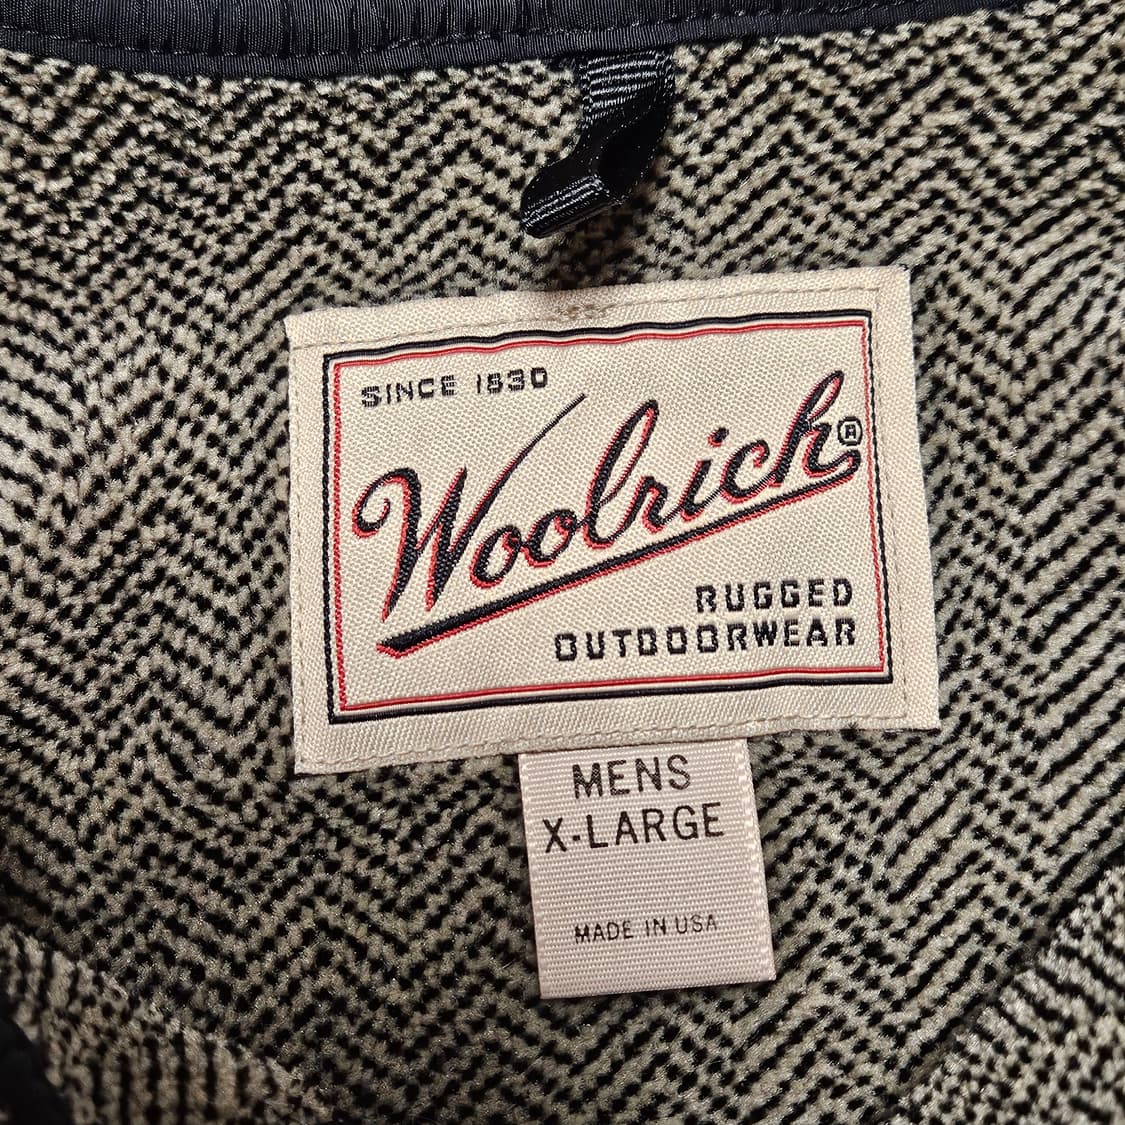 SINCE 1830
Woolrich®
RUGGED
OUTDOORWEAR
MENS
X-LARGE
MADE IN USA